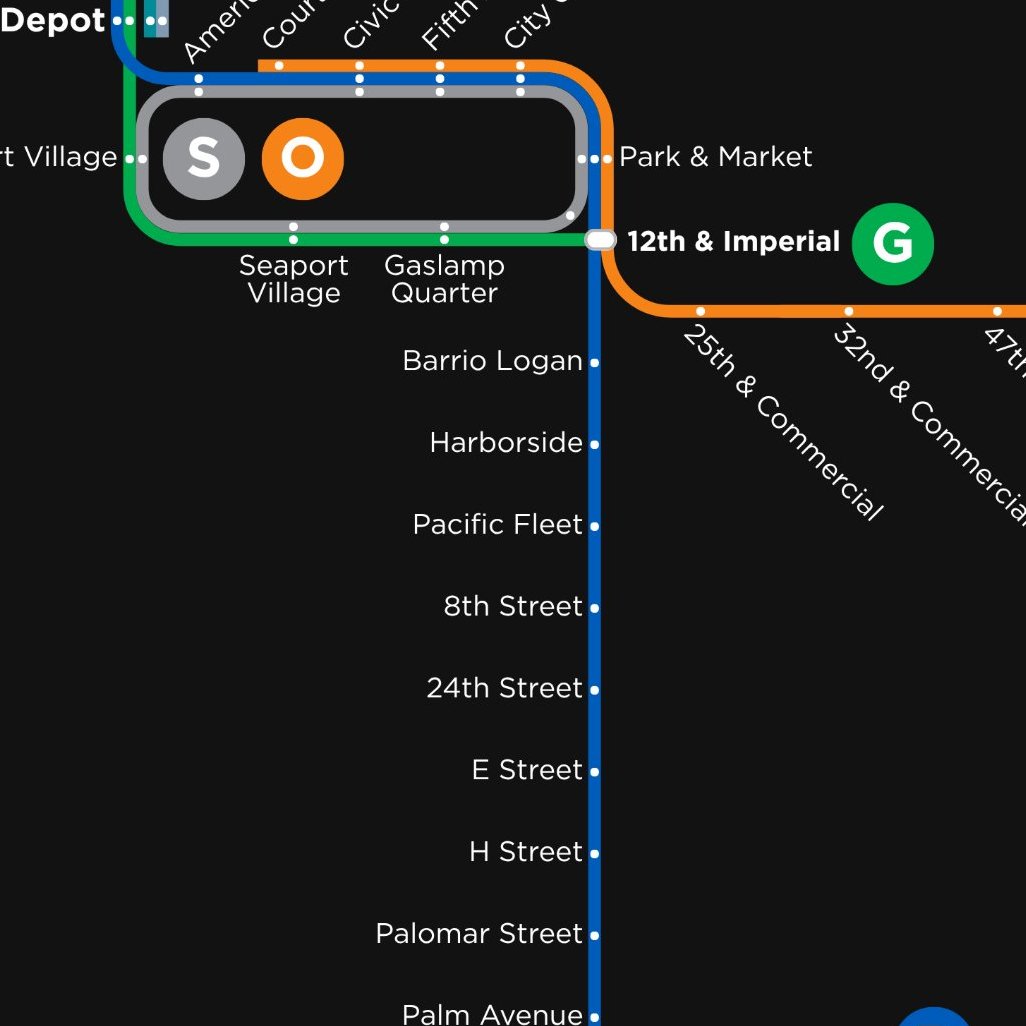 Depot
Civic
Fifth
City
Village
S
O
Park & Market
12th & Imperial
G
Seaport
Village
Gaslamp
Quarter
25th & Commercial
32nd & Commercial
Barrio Logan
Harborside
Pacific Fleet
8th Street
24th Street
E Street
H Street
Palomar Street
Palm Avenue